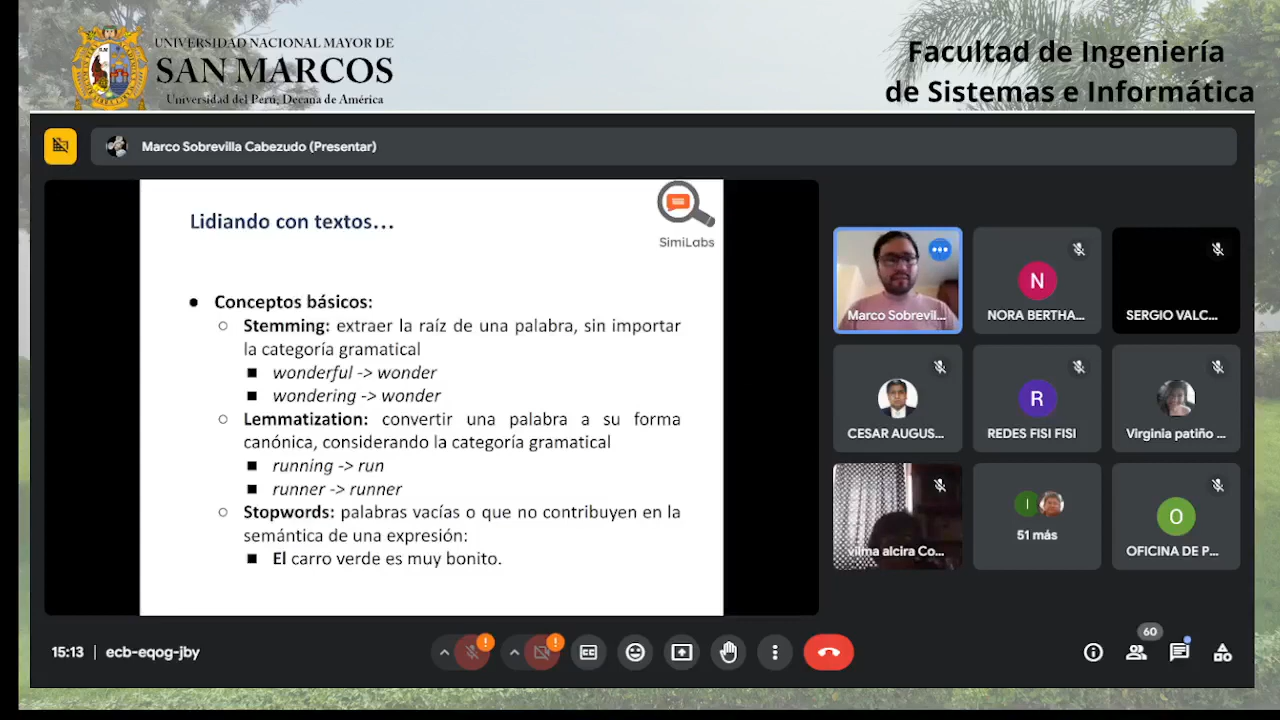 UNIVERSIDAD NACIONAL MAYOR DE
SAN MARCOS
Universidad del Perú, Decana de América
Facultad de Ingeniería
de Sistemas e Informática
Marco Sobrevilla Cabezudo (Presentar)
Lidiando con textos...
SimiLabs
● Conceptos básicos:
○ Stemming: extraer la raíz de una palabra, sin importar
la categoría gramatical
■ wonderful -> wonder
■ wondering -> wonder
○ Lemmatization: convertir una palabra a su forma
canónica, considerando la categoría gramatical
■ running -> run
■ runner -> runner
○ Stopwords: palabras vacías o que no contribuyen en la
semántica de una expresión:
■ El carro verde es muy bonito.
Marco Sobrevil...
N
NORA BERTHA...
SERGIO VALC...
CESAR AUGUS...
R
REDES FISI FISI
Virginia patiño ...
vilma alcira Co...
I
51 más
O
OFICINA DE P...
15:13 | ecb-eqog-jby
60